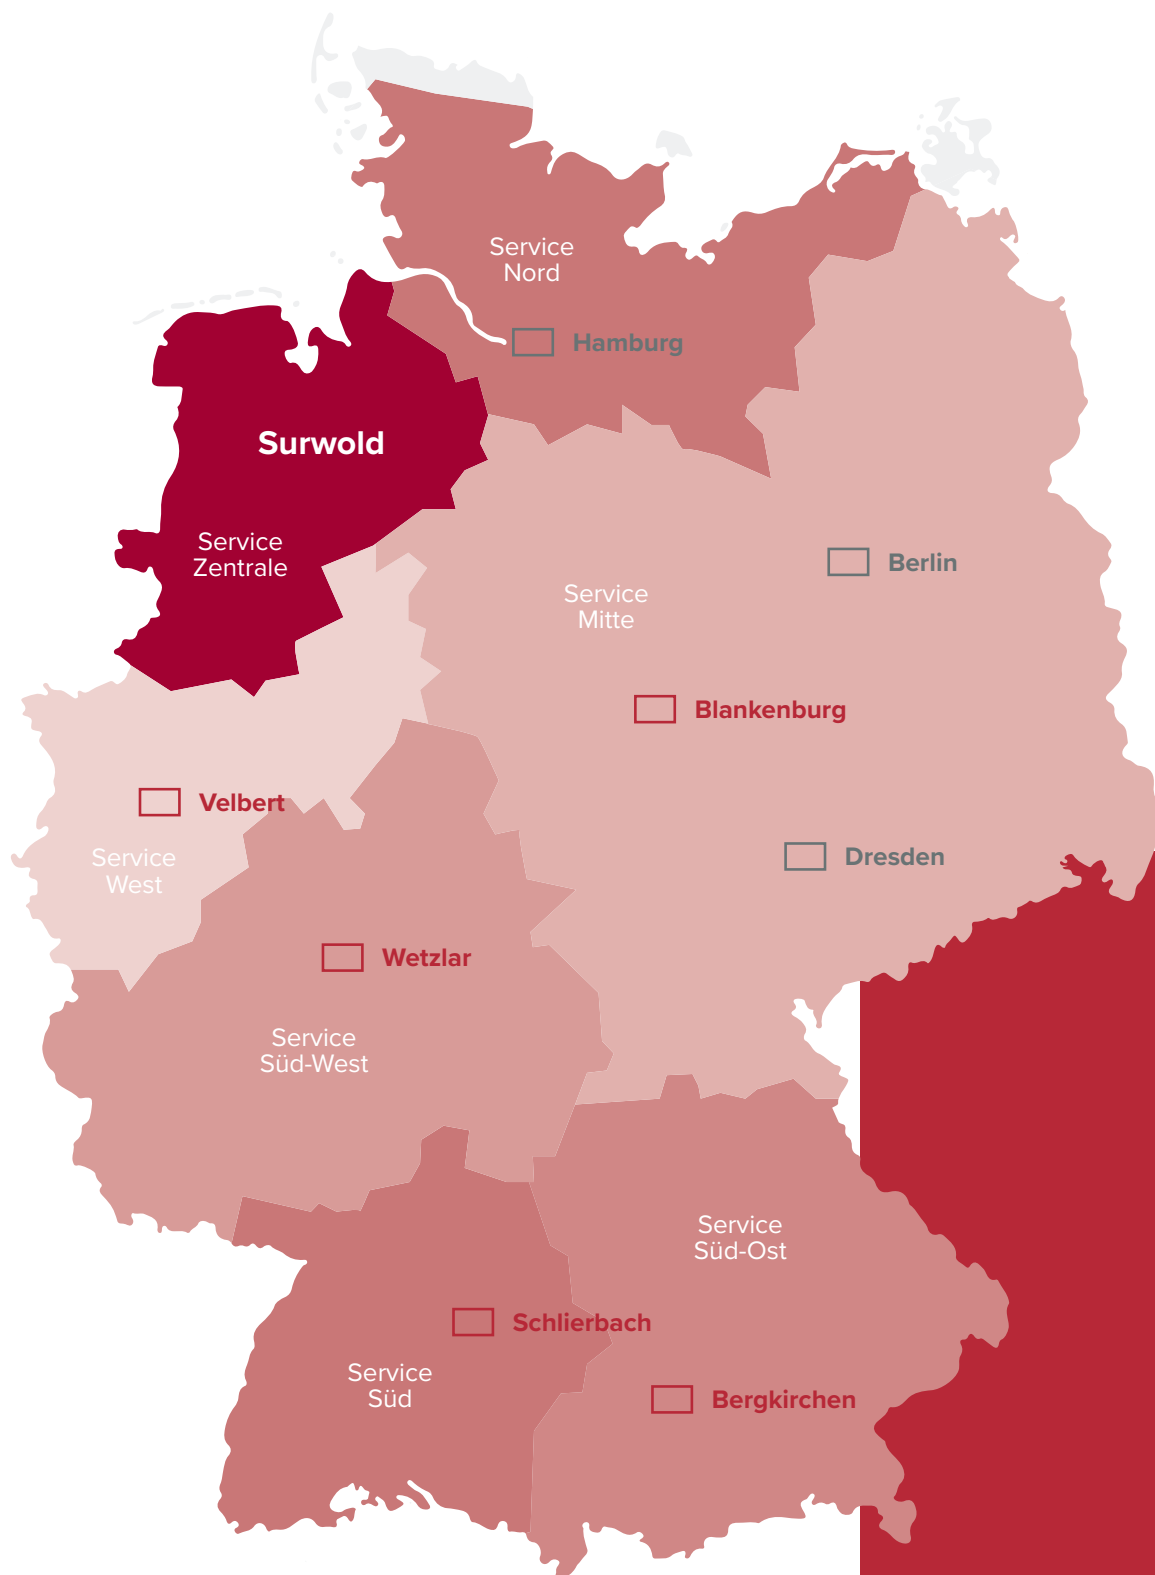 Service
Nord
Hamburg
Surwold
Service
Zentrale
Berlin
Service
Mitte
Blankenburg
Velbert
Service
West
Dresden
Wetzlar
Service
Süd-West
Service
Süd-Ost
Schlierbach
Service
Süd
Bergkirchen